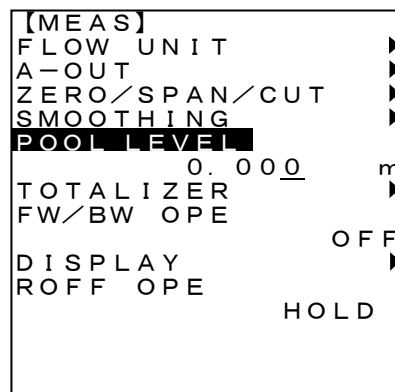 【MEAS】
FLOW UNIT ▶
A－OUT ▶
ZERO／SPAN／CUT ▶
SMOOTHING ▶
POOL LEVEL
0.000 m
TOTALIZER ▶
FW／BW OPE
OFF
DISPLAY ▶
ROFF OPE
HOLD